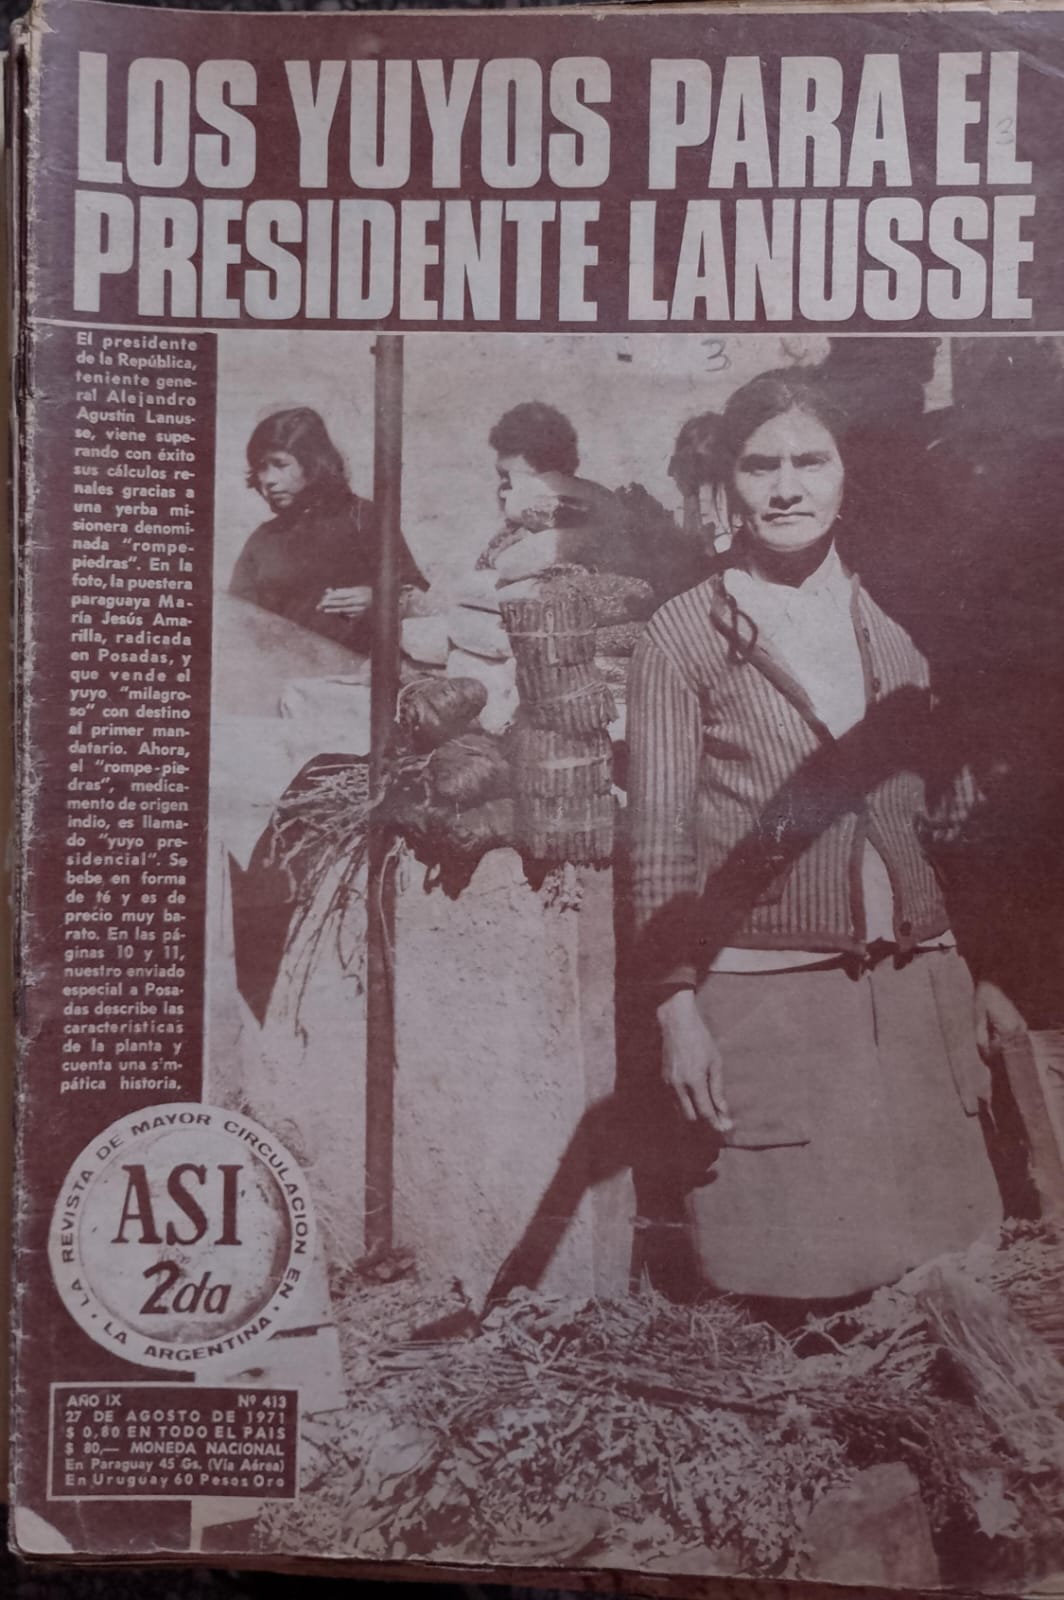 LOS YUYOS PARA EL
PRESIDENTE LANUSSE
3
3
El presidente
de la República,
teniente gene-
ral Alejandro
Agustín Lanus-
se, viene supe-
rando con éxito
sus cálculos re-
nales gracias a
una yerba mi-
sionera denomi-
nada "rompe-
piedras". En la
foto, la puestera
paraguaya Ma-
ría Jesús Ama-
rilla, radicada
en Posadas, y
que vende el
yuyo "milagro-
so" con destino
al primer man-
datario. Ahora,
el "rompe-pie-
dras", medica-
mento de origen
indio, es llama-
do "yuyo pre-
sidencial". Se
bebe en forma
de té y es de
precio muy ba-
rato. En las pá-
ginas 10 y 11,
nuestro enviado
especial a Posa-
das describe las
características
de la planta y
cuenta una s'm-
pática historia.
LA REVISTA DE MAYOR CIRCULACION EN
LA ARGENTINA
ASI
2da
AÑO IX Nº 413
27 DE AGOSTO DE 1971
$ 0,80 EN TODO EL PAIS
$ 80,— MONEDA NACIONAL
En Paraguay 45 Gs. (Vía Aérea)
En Uruguay 60 Pesos Oro